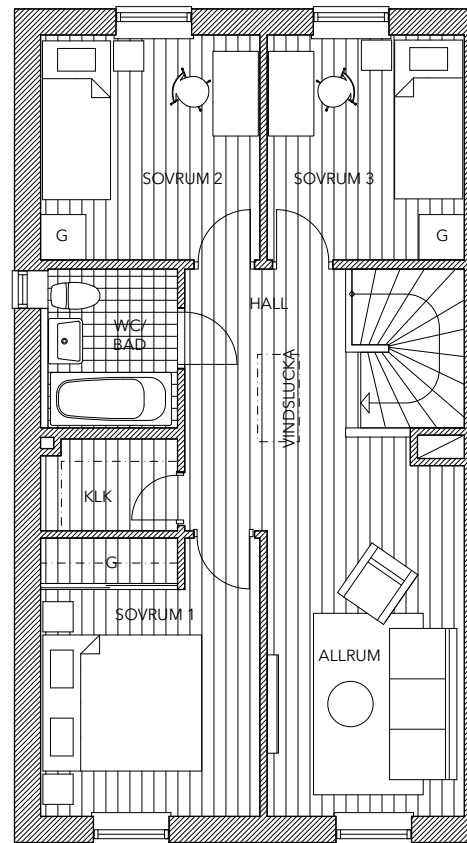 SOVRUM 2
SOVRUM 3
G
G
HALL
WC/
BAD
VINDSLUCKA
KLK
G
SOVRUM 1
ALLRUM